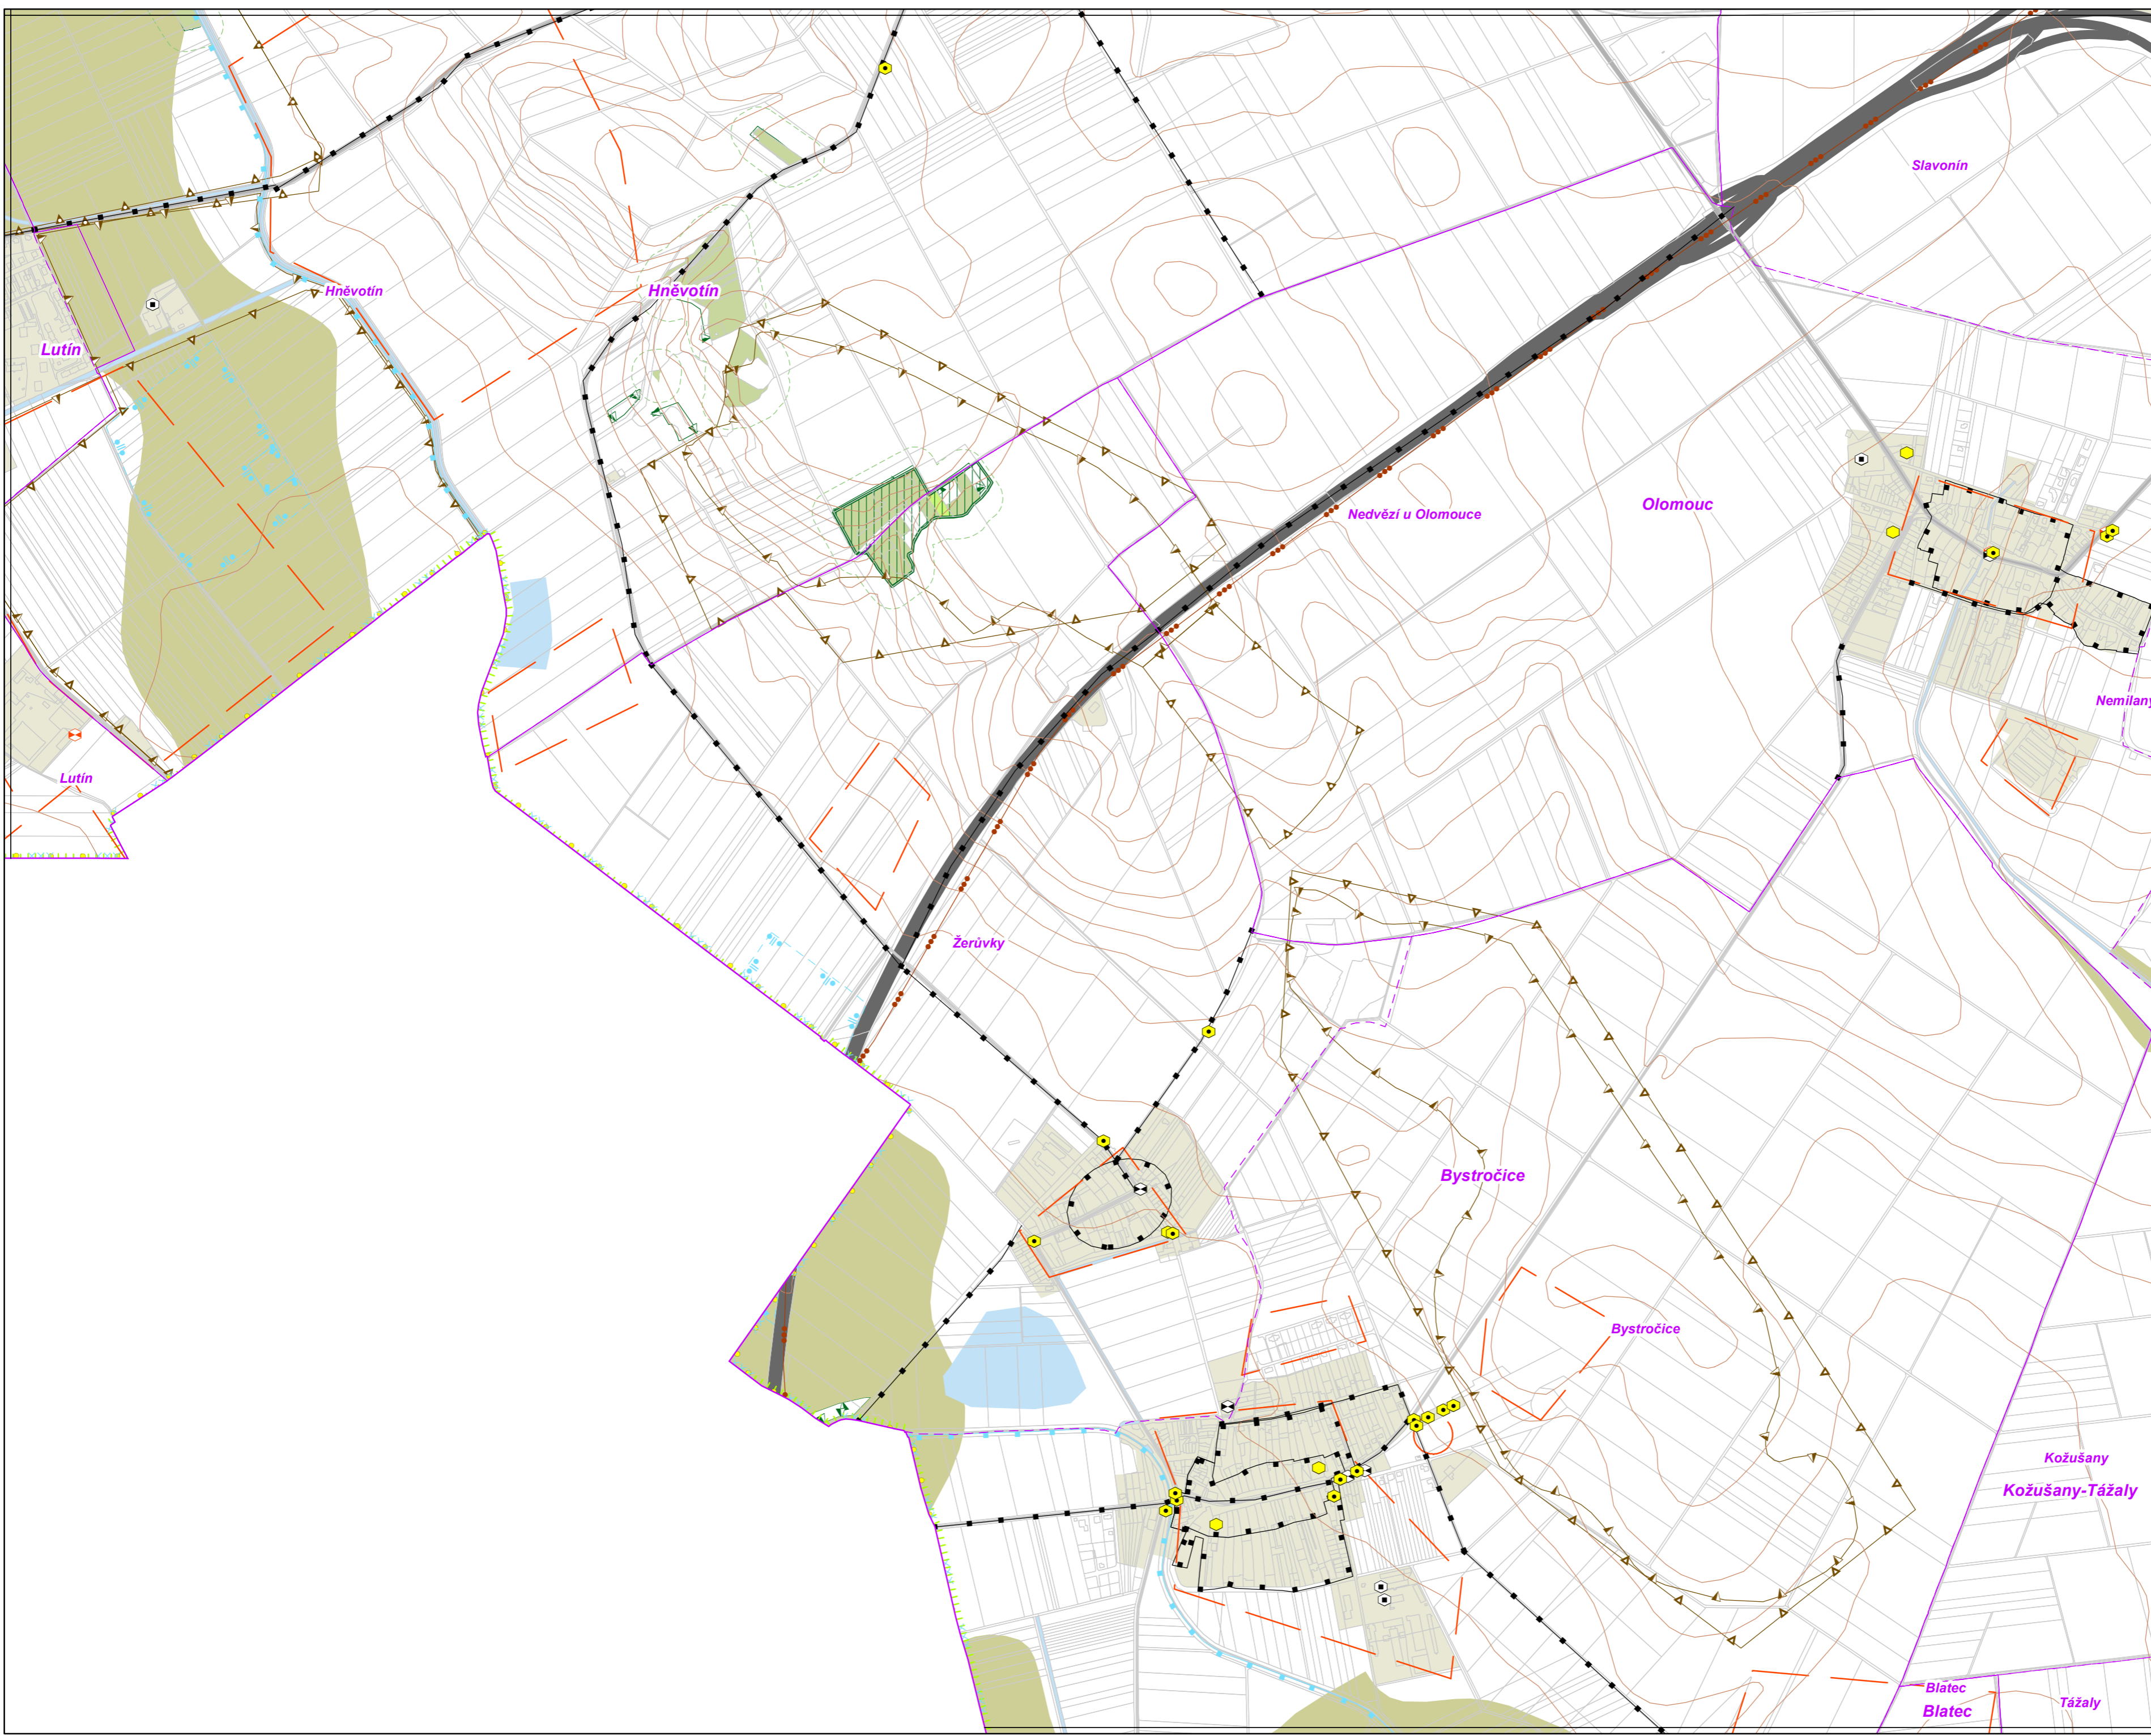 Slavonín
Hněvotín
Hněvotín
Lutín
Olomouc
Nedvězí u Olomouce
Nemilany
Lutín
Žerůvky
Bystročice
Bystročice
Kožušany
Kožušany-Tážaly
Blatec
Tážaly
Blatec